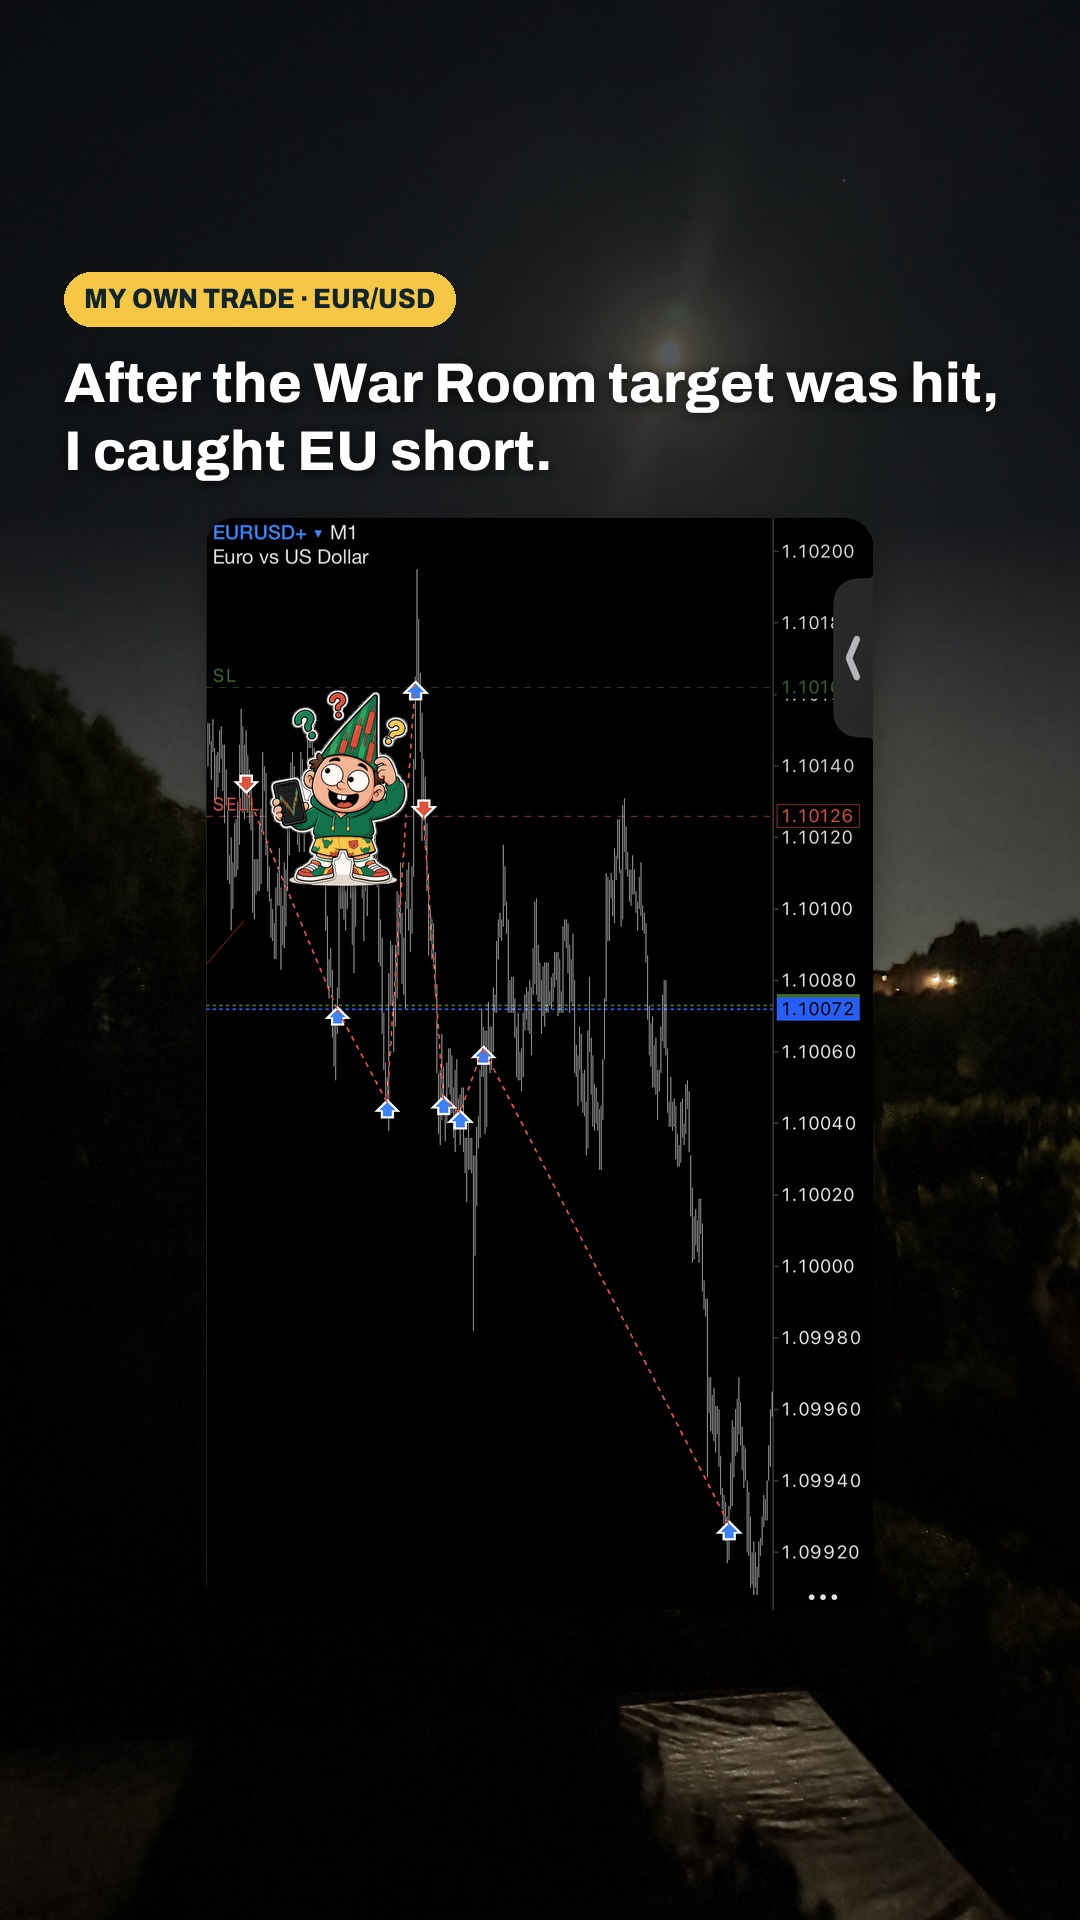 MY OWN TRADE · EUR/USD
After the War Room target was hit,
I caught EU short.
EURUSD+ ▾ M1
Euro vs US Dollar
SL
SELL
1.10200
1.10140
1.10126
1.10120
1.10100
1.10080
1.10072
1.10060
1.10040
1.10020
1.10000
1.09980
1.09960
1.09940
1.09920